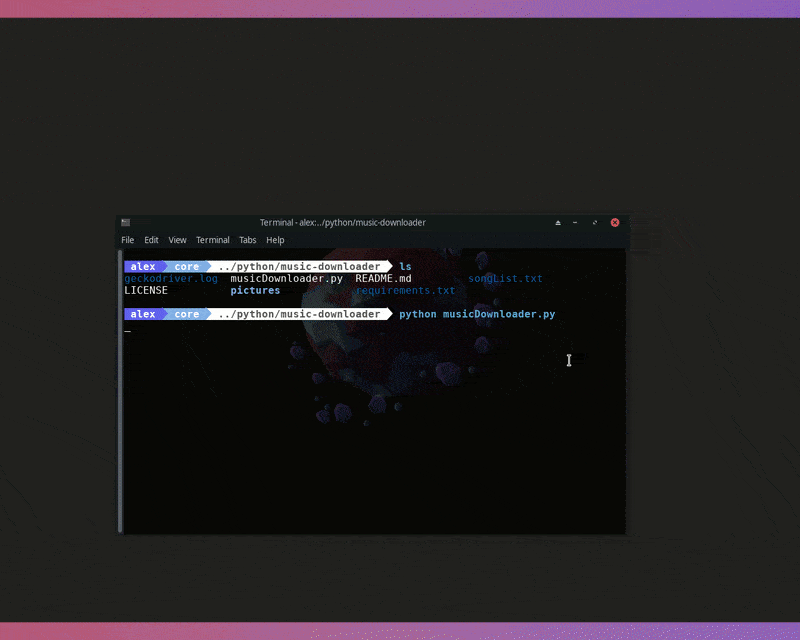 Terminal - alex:../python/music-downloader
File Edit View Terminal Tabs Help
alex core ../python/music-downloader ls
geckodriver.log musicDownloader.py README.md songList.txt
LICENSE pictures requirements.txt
alex core ../python/music-downloader python musicDownloader.py
_